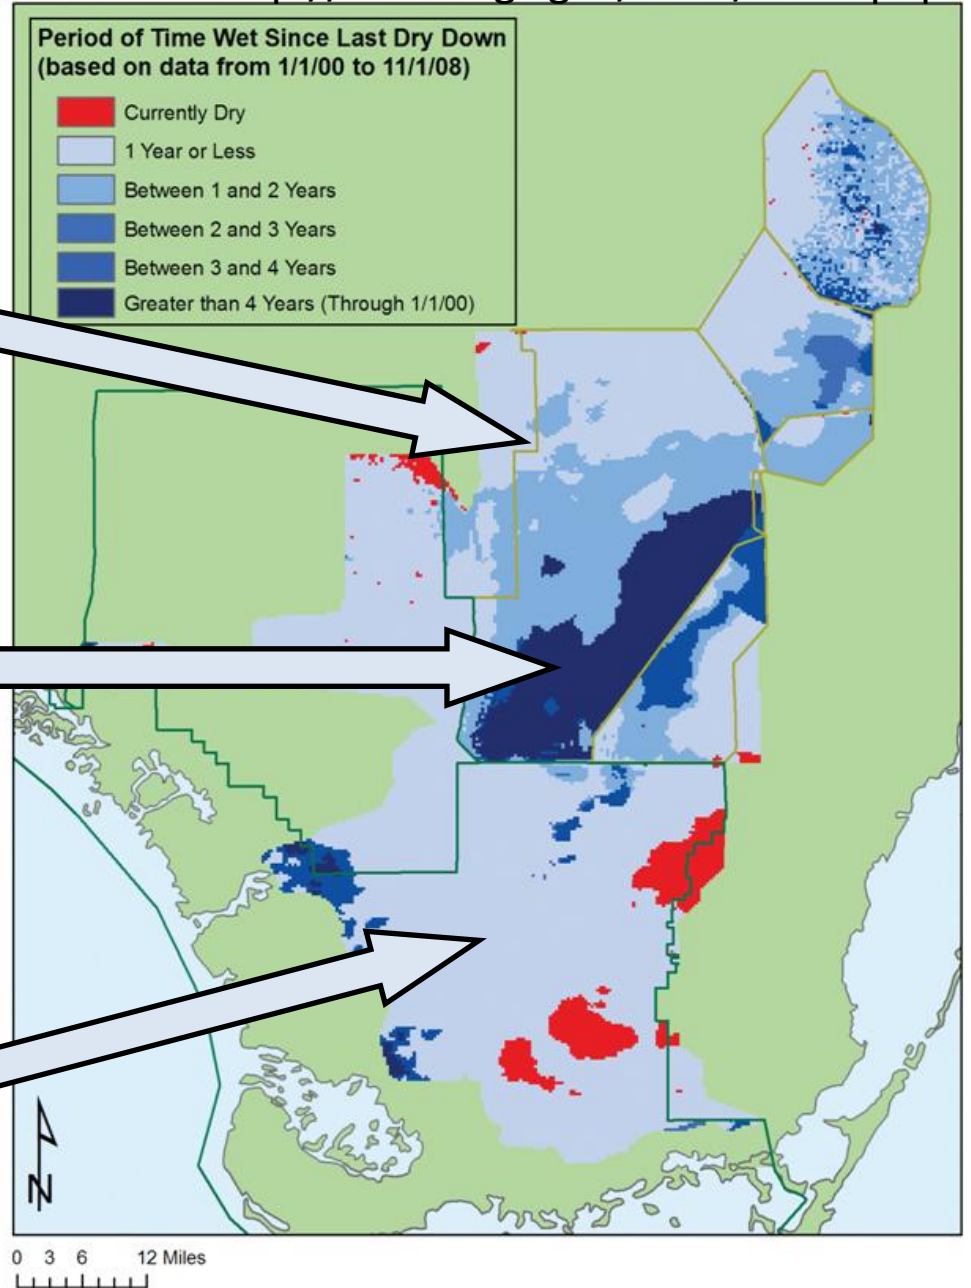 Period of Time Wet Since Last Dry Down
(based on data from 1/1/00 to 11/1/08)
Currently Dry
1 Year or Less
Between 1 and 2 Years
Between 2 and 3 Years
Between 3 and 4 Years
Greater than 4 Years (Through 1/1/00)
N
0 3 6 12 Miles